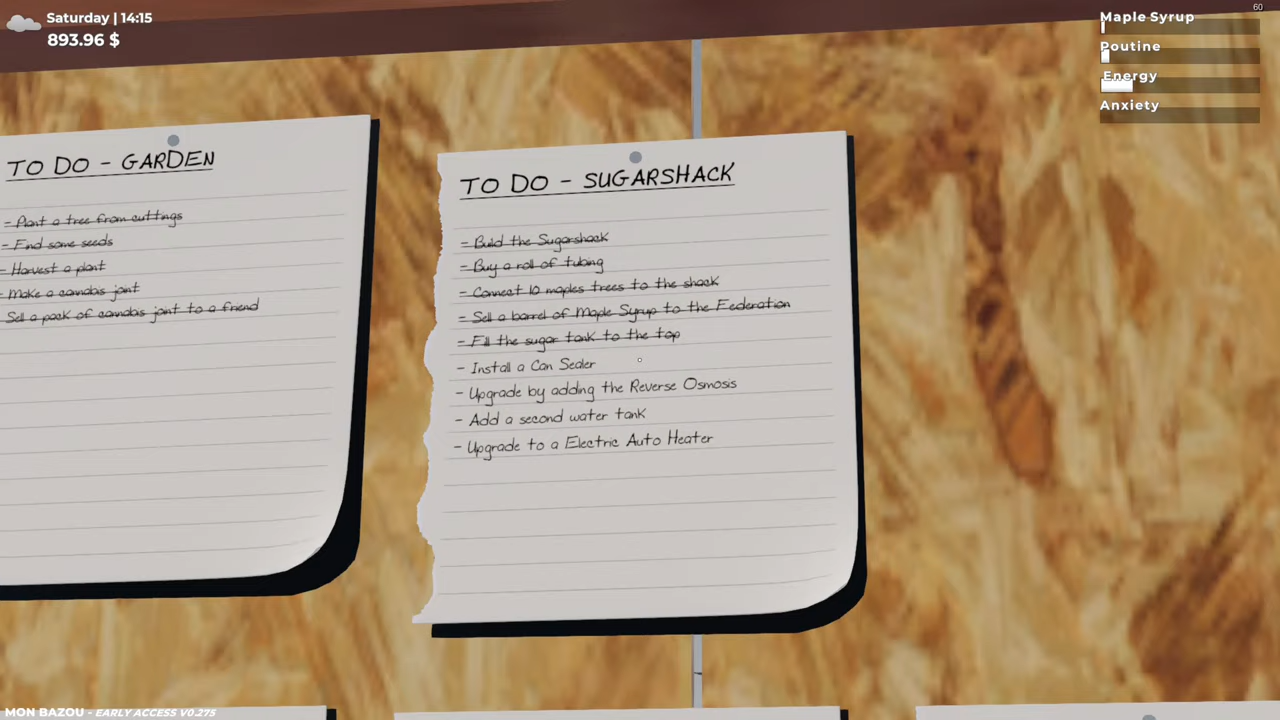 Saturday | 14:15
893.96 $
60
Maple Syrup
Poutine
Energy
Anxiety
TO DO - GARDEN
- Plant a tree from cuttings
- Find some seeds
- Harvest a plant
- Make a cannabis joint
Sell a pack of cannabis joint to a friend
TO DO - SUGARSHACK
- Build the Sugarshack
- Buy a roll of tubing
- Connect 10 maples trees to the shack
- Sell a barrel of Maple Syrup to the Federation
- Fill the sugar tank to the top
- Install a Can Sealer
- Upgrade by adding the Reverse Osmosis
- Add a second water tank
- Upgrade to a Electric Auto Heater
MON BAZOU - EARLY ACCESS V0.275